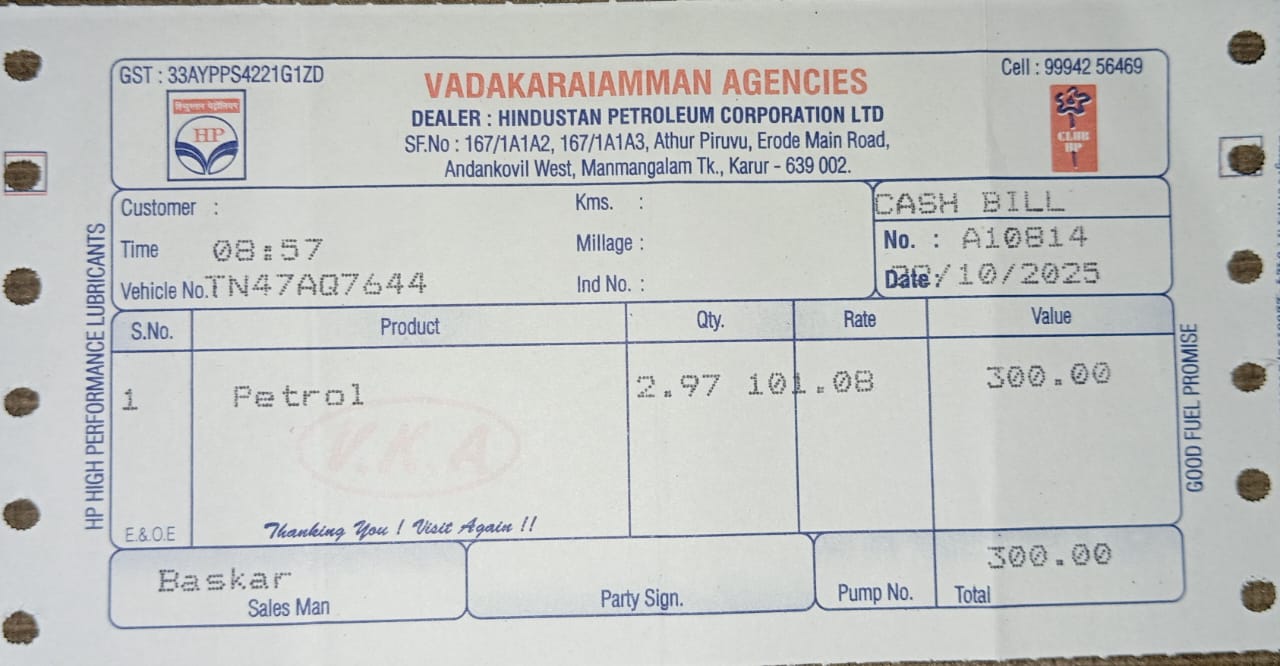 GST : 33AYPPS4221G1ZD
Cell : 99942 56469
हिन्दुस्तान पेट्रोलियम
HP
VADAKARAIAMMAN AGENCIES
DEALER : HINDUSTAN PETROLEUM CORPORATION LTD
SF.No : 167/1A1A2, 167/1A1A3, Athur Piruvu, Erode Main Road,
Andankovil West, Manmangalam Tk., Karur - 639 002.
CLUB
HP
Customer :
Kms. :
CASH BILL
Time 08:57
Millage :
No. : A10814
Vehicle No. TN47AQ7644
Ind No. :
Date: /10/2025
S.No. Product Qty. Rate Value
1 Petrol 2.97 101.08 300.00
V.K.A
E.&.O.E
Thanking You ! Visit Again !!
Baskar
Sales Man
Party Sign.
Pump No.
Total 300.00
HP HIGH PERFORMANCE LUBRICANTS
GOOD FUEL PROMISE